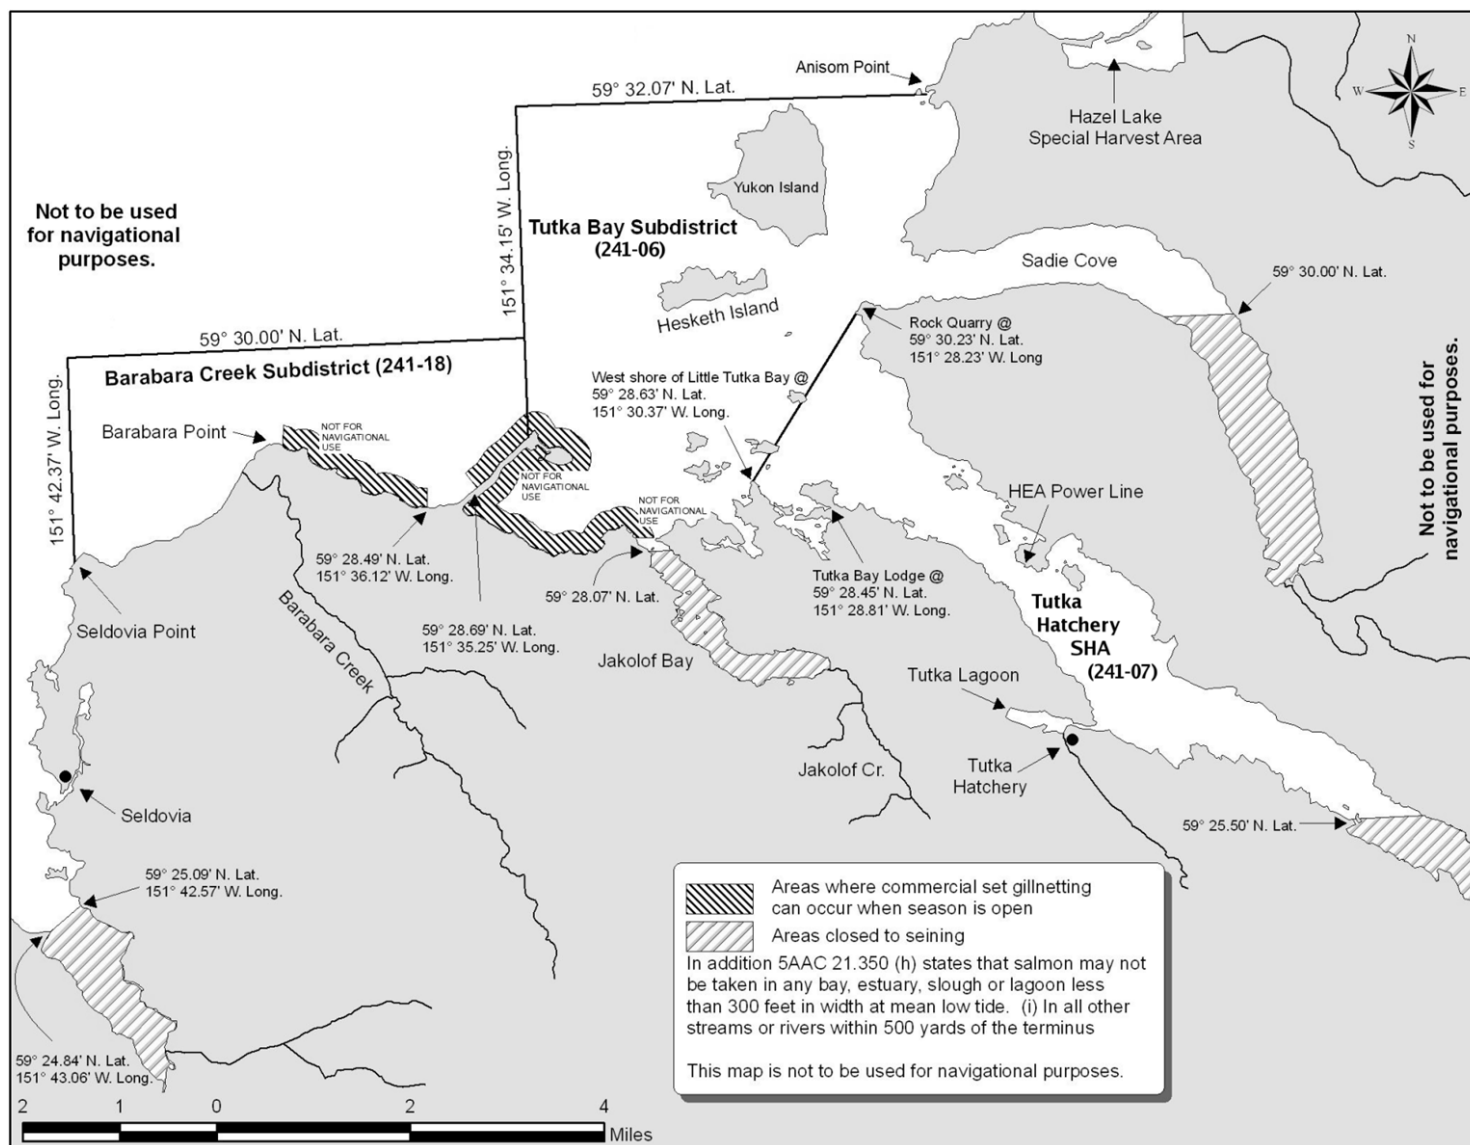 Anisom Point
59° 32.07' N. Lat.
N
W
E
S
Hazel Lake
Special Harvest Area
151° 34.15' W. Long.
Yukon Island
Not to be used
for navigational
purposes.
Tutka Bay Subdistrict
(241-06)
Sadie Cove
59° 30.00' N. Lat.
Hesketh Island
59° 30.00' N. Lat.
Rock Quarry @
59° 30.23' N. Lat.
151° 28.23' W. Long
Barabara Creek Subdistrict (241-18)
West shore of Little Tutka Bay @
59° 28.63' N. Lat.
151° 30.37' W. Long.
Not to be used for
navigational purposes.
151° 42.37' W. Long.
Barabara Point
NOT FOR
NAVIGATIONAL
USE
NOT FOR
NAVIGATIONAL
USE
NOT FOR
NAVIGATIONAL
USE
HEA Power Line
59° 28.49' N. Lat.
151° 36.12' W. Long.
59° 28.07' N. Lat.
Tutka Bay Lodge @
59° 28.45' N. Lat.
151° 28.81' W. Long.
Seldovia Point
Barabara Creek
59° 28.69' N. Lat.
151° 35.25' W. Long.
Jakolof Bay
Tutka
Hatchery
SHA
(241-07)
Tutka Lagoon
Jakolof Cr.
Tutka
Hatchery
Seldovia
59° 25.50' N. Lat.
59° 25.09' N. Lat.
151° 42.57' W. Long.
Areas where commercial set gillnetting
can occur when season is open
Areas closed to seining
In addition 5AAC 21.350 (h) states that salmon may not
be taken in any bay, estuary, slough or lagoon less
than 300 feet in width at mean low tide. (i) In all other
streams or rivers within 500 yards of the terminus
This map is not to be used for navigational purposes.
59° 24.84' N. Lat.
151° 43.06' W. Long.
2 1 0 2 4
Miles